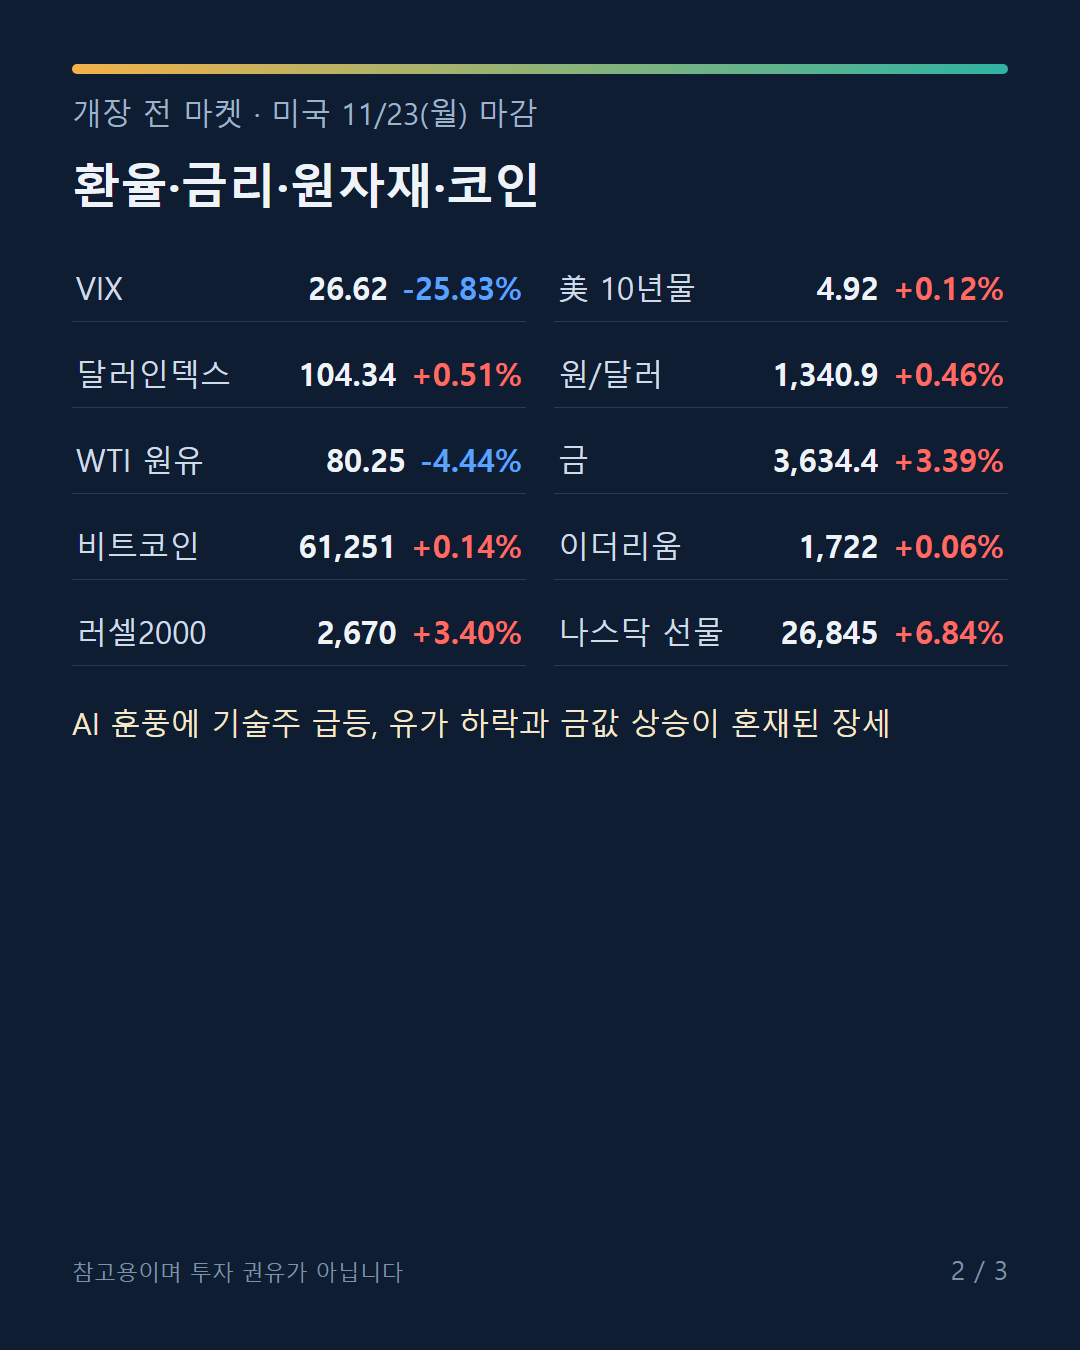 개장 전 마켓 · 미국 11/23(월) 마감
환율·금리·원자재·코인
VIX 26.62 -25.83% 美 10년물 4.92 +0.12%
달러인덱스 104.34 +0.51% 원/달러 1,340.9 +0.46%
WTI 원유 80.25 -4.44% 금 3,634.4 +3.39%
비트코인 61,251 +0.14% 이더리움 1,722 +0.06%
러셀2000 2,670 +3.40% 나스닥 선물 26,845 +6.84%
AI 훈풍에 기술주 급등, 유가 하락과 금값 상승이 혼재된 장세
참고용이며 투자 권유가 아닙니다 2 / 3